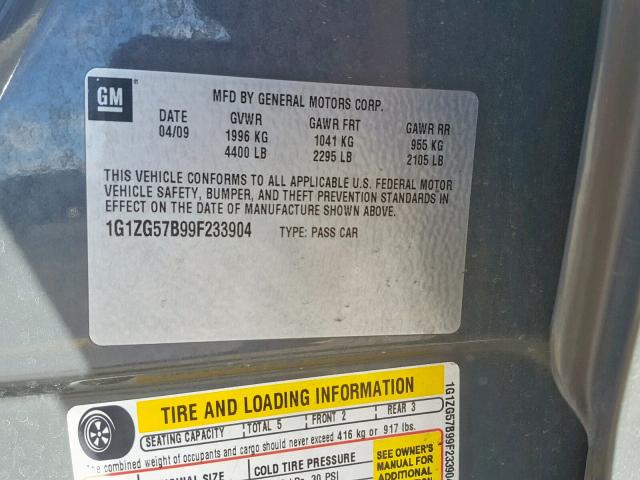 GM
MFD BY GENERAL MOTORS CORP.
DATE GVWR GAWR FRT GAWR RR
04/09 1996 KG 1041 KG 955 KG
4400 LB 2295 LB 2105 LB
THIS VEHICLE CONFORMS TO ALL APPLICABLE U.S. FEDERAL MOTOR
VEHICLE SAFETY, BUMPER, AND THEFT PREVENTION STANDARDS IN
EFFECT ON THE DATE OF MANUFACTURE SHOWN ABOVE.
1G1ZG57B99F233904 TYPE: PASS CAR
TIRE AND LOADING INFORMATION
SEATING CAPACITY TOTAL 5 FRONT 2 REAR 3
The combined weight of occupants and cargo should never exceed 416 kg or 917 lbs.
COLD TIRE PRESSURE
30 PSI
SEE OWNER'S
MANUAL FOR
ADDITIONAL
1G1ZG57B99F23390